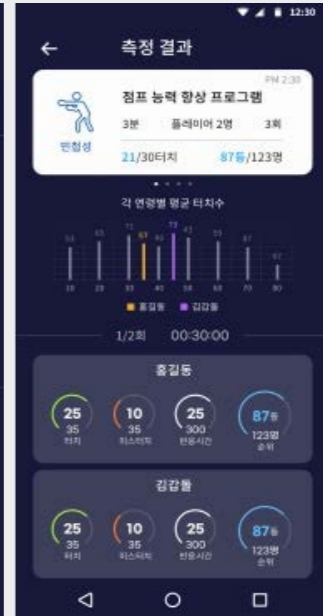 12:30
측정 결과
PM 2:30
점프 능력 향상 프로그램
3분 플레미어 2명 3회
민첩성
21/30터치 87등/123명
각 연령별 평균 터치수
홍길동 김갑돌
1/2회 00:30:00
홍길동
25 10 25 87등
35 35 300 123명
터치 미스터치 반응시간 순위
김갑돌
25 10 25 87등
35 35 300 123명
터치 미스터치 반응시간 순위